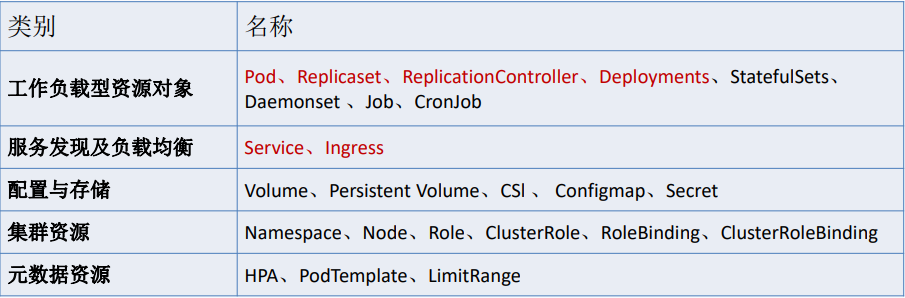 类别 名称
工作负载型资源对象 Pod、Replicaset、ReplicationController、Deployments、StatefulSets、
Daemonset 、Job、CronJob
服务发现及负载均衡 Service、Ingress
配置与存储 Volume、Persistent Volume、CSl 、 Configmap、Secret
集群资源 Namespace、Node、Role、ClusterRole、RoleBinding、ClusterRoleBinding
元数据资源 HPA、PodTemplate、LimitRange